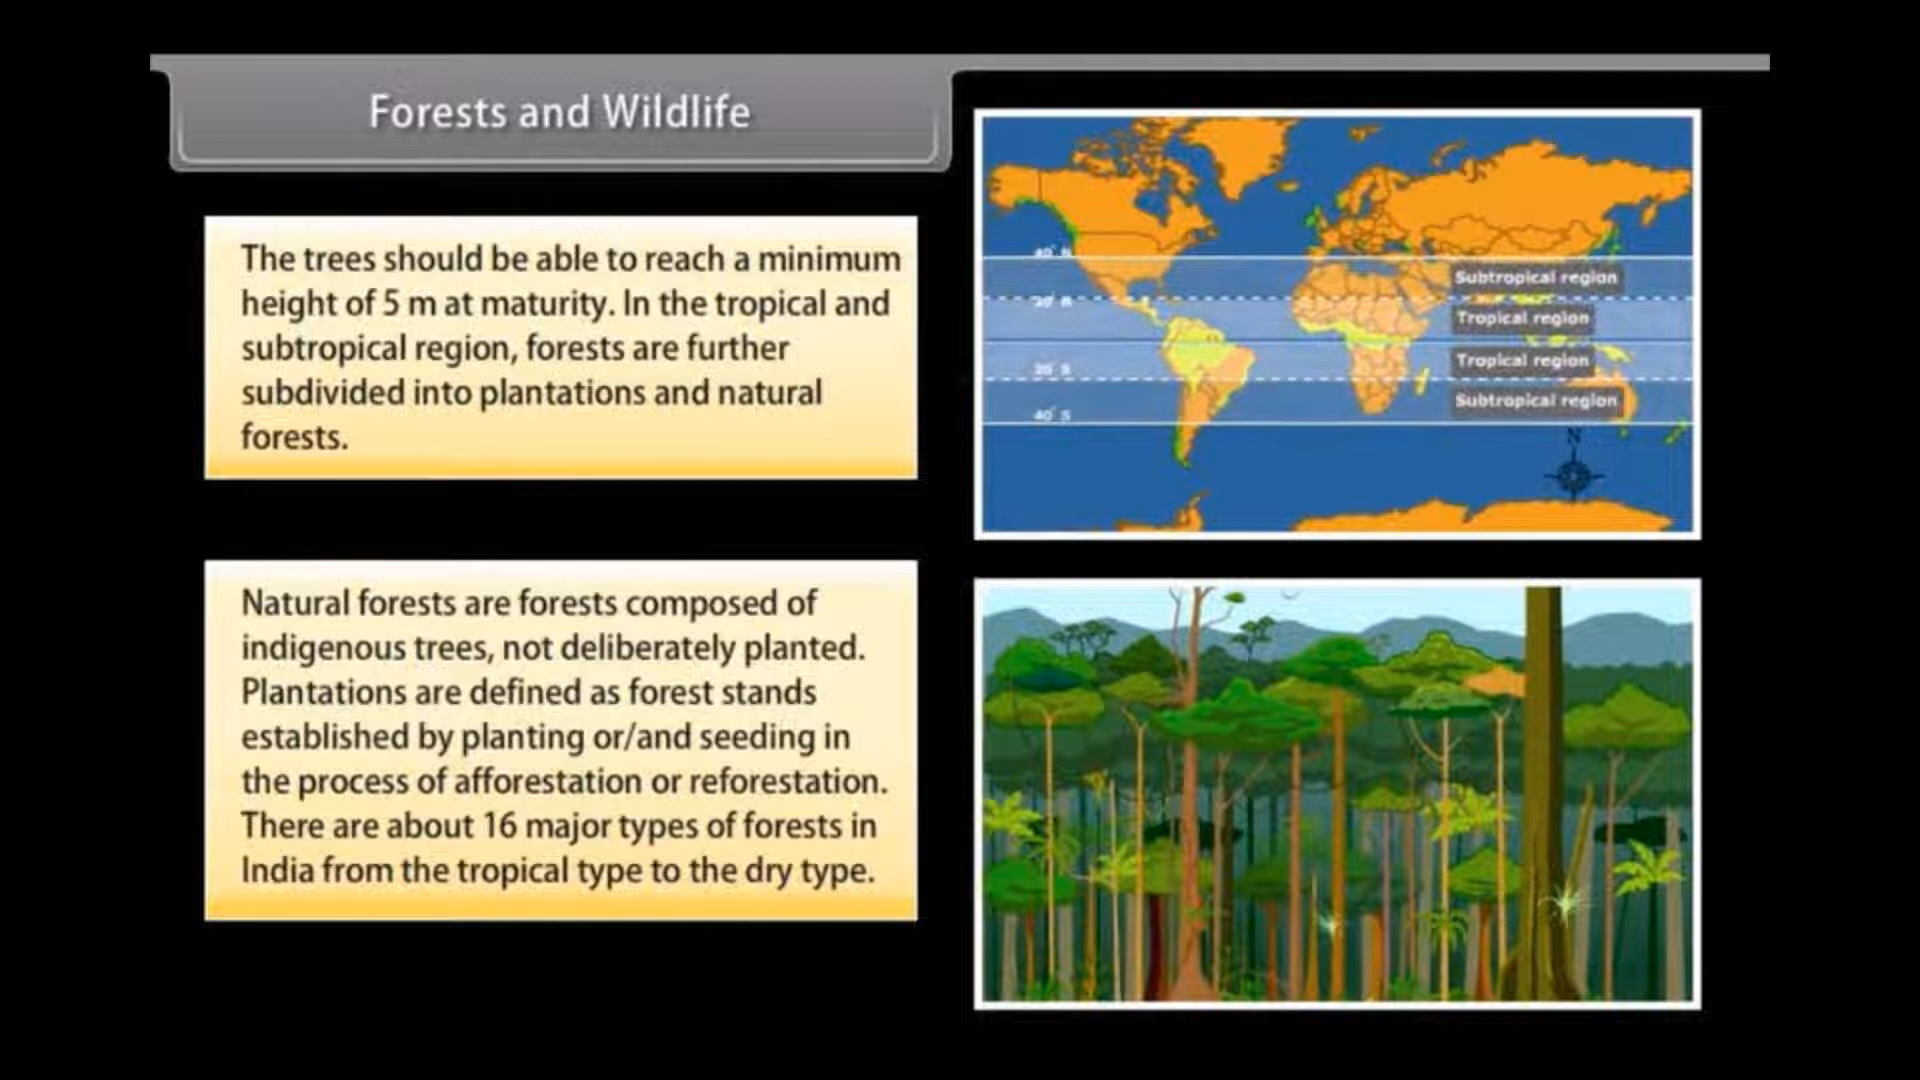 Forests and Wildlife
The trees should be able to reach a minimum
height of 5 m at maturity. In the tropical and
subtropical region, forests are further
subdivided into plantations and natural
forests.
Natural forests are forests composed of
indigenous trees, not deliberately planted.
Plantations are defined as forest stands
established by planting or/and seeding in
the process of afforestation or reforestation.
There are about 16 major types of forests in
India from the tropical type to the dry type.
40° N
Subtropical region
Tropical region
Tropical region
Subtropical region
40° S
N